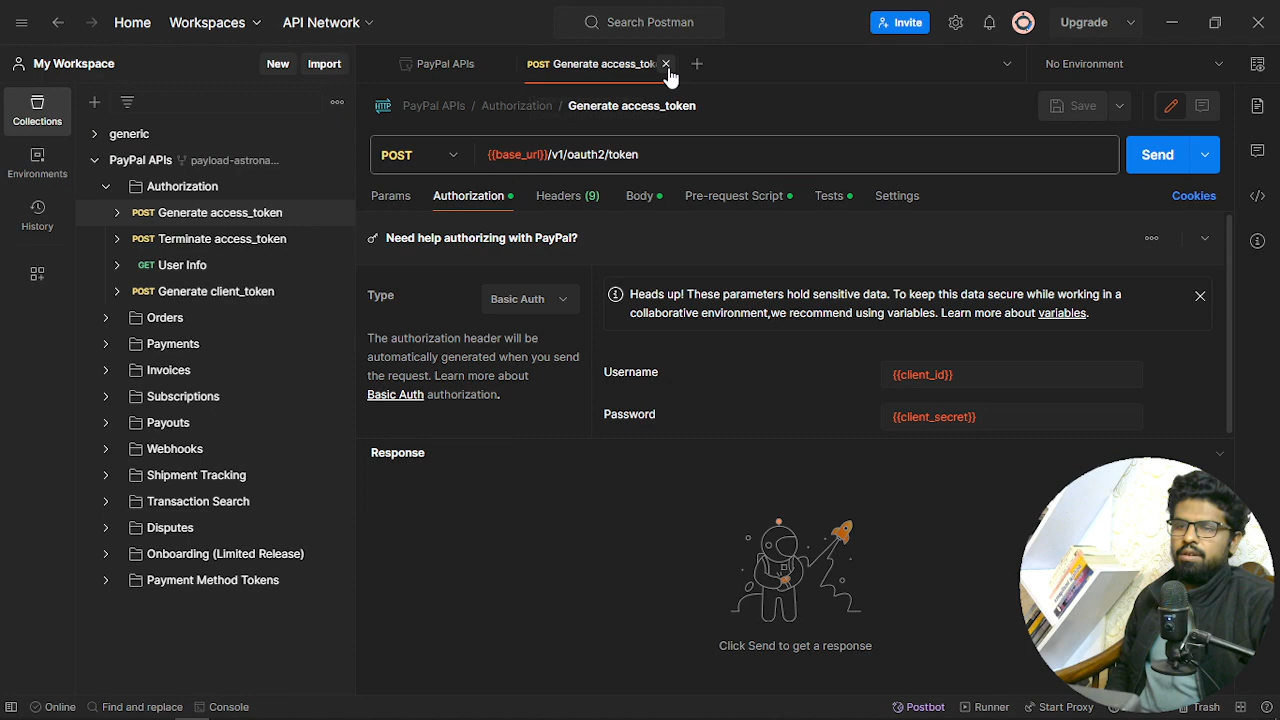 Home
Workspaces
API Network
Search Postman
Invite
Upgrade
My Workspace
New
Import
PayPal APIs
POST Generate access_tok
No Environment
Collections
Environments
History
generic
PayPal APIs
payload-astrona...
Authorization
POST Generate access_token
POST Terminate access_token
GET User Info
POST Generate client_token
Orders
Payments
Invoices
Subscriptions
Payouts
Webhooks
Shipment Tracking
Transaction Search
Disputes
Onboarding (Limited Release)
Payment Method Tokens
HTTP
PayPal APIs / Authorization / Generate access_token
Save
POST
{{base_url}}/v1/oauth2/token
Send
Params
Authorization
Headers (9)
Body
Pre-request Script
Tests
Settings
Cookies
Need help authorizing with PayPal?
Type
Basic Auth
The authorization header will be
automatically generated when you send
the request. Learn more about
Basic Auth authorization.
Heads up! These parameters hold sensitive data. To keep this data secure while working in a
collaborative environment,we recommend using variables. Learn more about variables.
Username
{{client_id}}
Password
{{client_secret}}
Response
Click Send to get a response
Online
Find and replace
Console
Postbot
Runner
Start Proxy
Trash